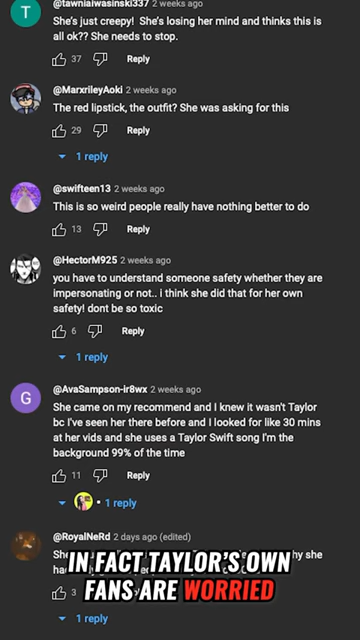 @tawniaiwasinski337 2 weeks ago
She's just creepy! She's losing her mind and thinks this is
all ok?? She needs to stop.
37 Reply
@MarxrileyAoki 2 weeks ago
The red lipstick, the outfit? She was asking for this
29 Reply
1 reply
@swifteen13 2 weeks ago
This is so weird people really have nothing better to do
13 Reply
@HectorM925 2 weeks ago
you have to understand someone safety whether they are
impersonating or not.. i think she did that for her own
safety! dont be so toxic
6 Reply
1 reply
@AvaSampson-ir8wx 2 weeks ago
She came on my recommend and I knew it wasn't Taylor
bc I've seen her there before and I looked for like 30 mins
at her vids and she uses a Taylor Swift song I'm the
background 99% of the time
11 Reply
1 reply
@RoyalNeRd 2 days ago (edited)
IN FACT TAYLOR'S OWN
FANS ARE WORRIED
3